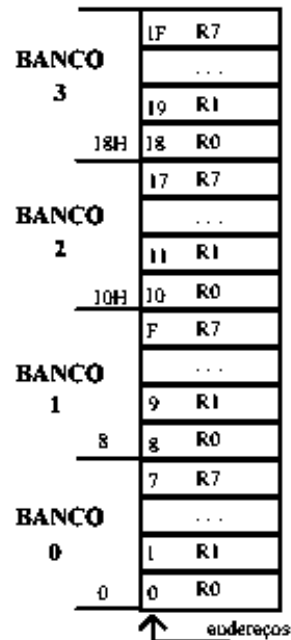 1F R7
BANCO
3
. . .
19 R1
18H 18 R0
17 R7
BANCO
2
. . .
11 R1
10H 10 R0
F R7
BANCO
1
. . .
9 R1
8 8 R0
7 R7
BANCO
0
. . .
1 R1
0 0 R0
endereços